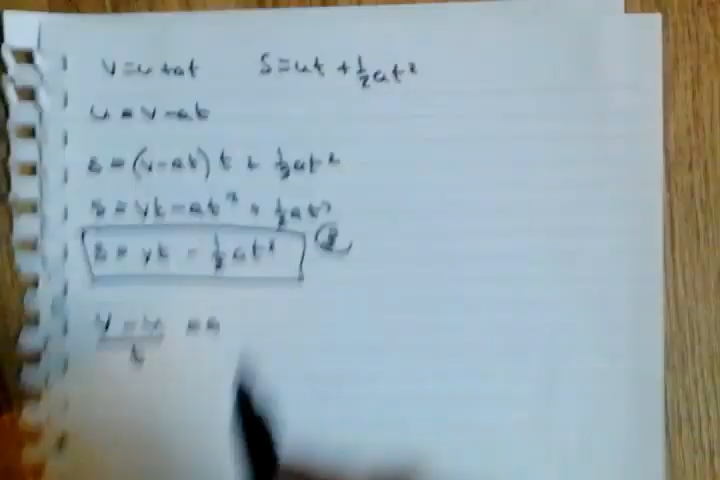 v = u + at    s = ut + ½at²
u = v - at
s = (v-at) t + ½at²
s = vt - at² + ½at²
s = vt - ½at²
v - u / t = a